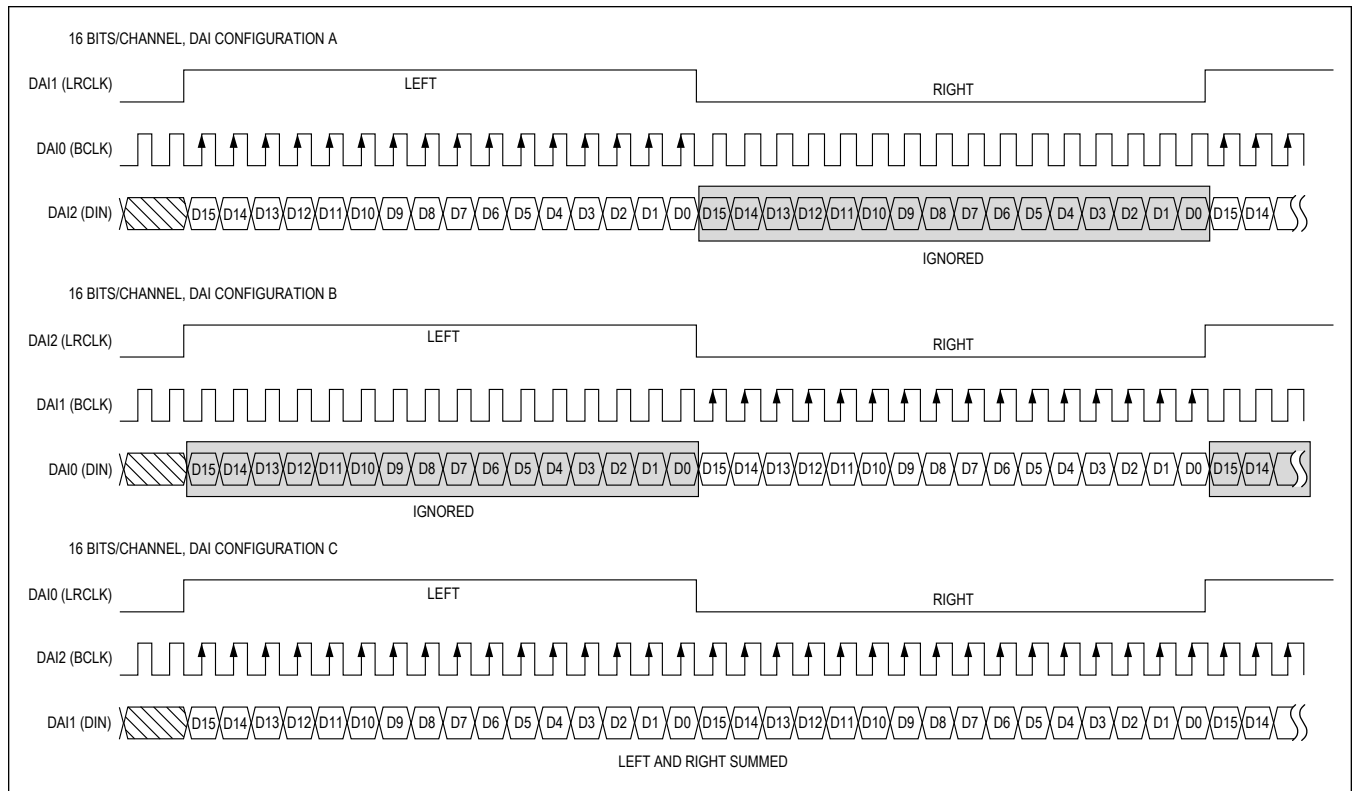 16 BITS/CHANNEL, DAI CONFIGURATION A
DAI1 (LRCLK) LEFT RIGHT
DAI0 (BCLK)
DAI2 (DIN) D15 D14 D13 D12 D11 D10 D9 D8 D7 D6 D5 D4 D3 D2 D1 D0 D15 D14 D13 D12 D11 D10 D9 D8 D7 D6 D5 D4 D3 D2 D1 D0 D15 D14
IGNORED
16 BITS/CHANNEL, DAI CONFIGURATION B
DAI2 (LRCLK) LEFT RIGHT
DAI1 (BCLK)
DAI0 (DIN) D15 D14 D13 D12 D11 D10 D9 D8 D7 D6 D5 D4 D3 D2 D1 D0 D15 D14 D13 D12 D11 D10 D9 D8 D7 D6 D5 D4 D3 D2 D1 D0 D15 D14
IGNORED
16 BITS/CHANNEL, DAI CONFIGURATION C
DAI0 (LRCLK) LEFT RIGHT
DAI2 (BCLK)
DAI1 (DIN) D15 D14 D13 D12 D11 D10 D9 D8 D7 D6 D5 D4 D3 D2 D1 D0 D15 D14 D13 D12 D11 D10 D9 D8 D7 D6 D5 D4 D3 D2 D1 D0 D15 D14
LEFT AND RIGHT SUMMED